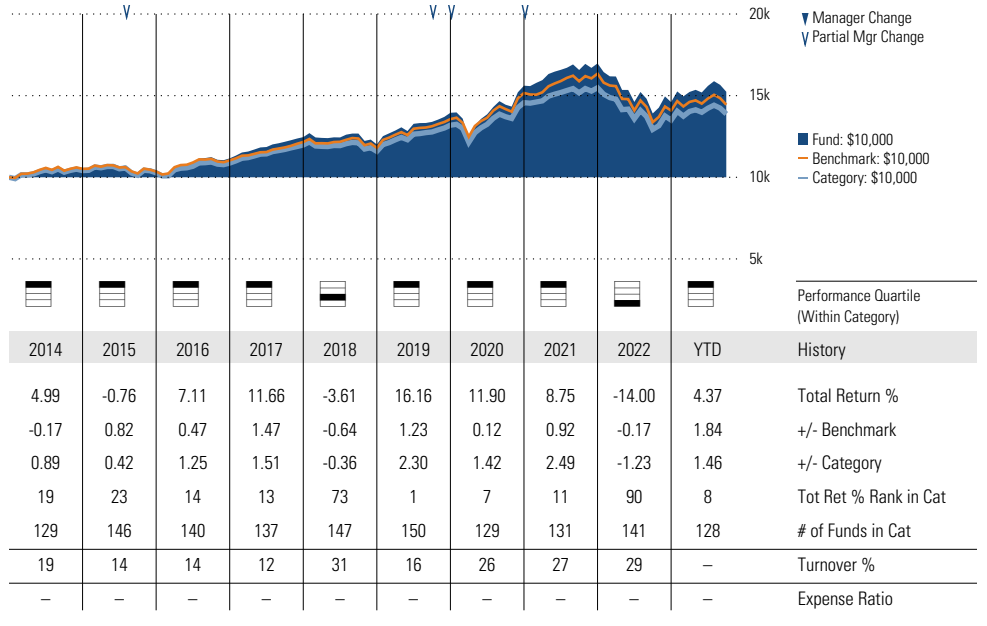 20k
15k
10k
5k
Manager Change
Partial Mgr Change
Fund: $10,000
Benchmark: $10,000
Category: $10,000
Performance Quartile
(Within Category)
2014 2015 2016 2017 2018 2019 2020 2021 2022 YTD History
4.99 -0.76 7.11 11.66 -3.61 16.16 11.90 8.75 -14.00 4.37 Total Return %
-0.17 0.82 0.47 1.47 -0.64 1.23 0.12 0.92 -0.17 1.84 +/- Benchmark
0.89 0.42 1.25 1.51 -0.36 2.30 1.42 2.49 -1.23 1.46 +/- Category
19 23 14 13 73 1 7 11 90 8 Tot Ret % Rank in Cat
129 146 140 137 147 150 129 131 141 128 # of Funds in Cat
19 14 14 12 31 16 26 27 29 – Turnover %
– – – – – – – – – – Expense Ratio